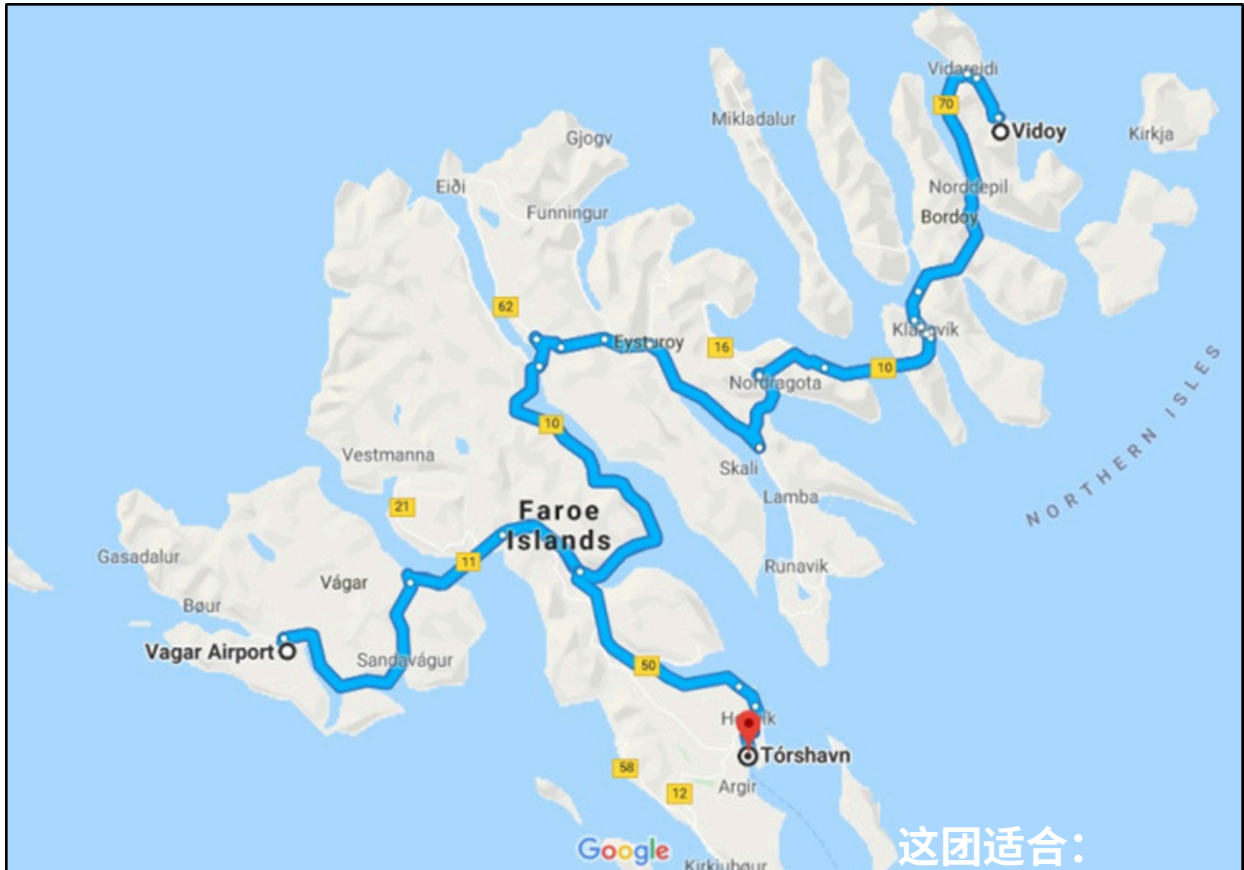 Vidareidi
70
Mikladalur
Vidoy
Kirkja
Gjogv
Eiði
Norddepil
Funningur
Bordoy
62
Klaksvík
Eysturoy
16
10
Nordragota
10
NORTHERN ISLES
Vestmanna
Skali
21
Lamba
Faroe
Islands
Gasadalur
11
Runavik
Vágar
Bøur
Vagar Airport
Sandavágur
50
Tórshavn
58
Argir
12
这团适合：
Google
Kirkjubøur